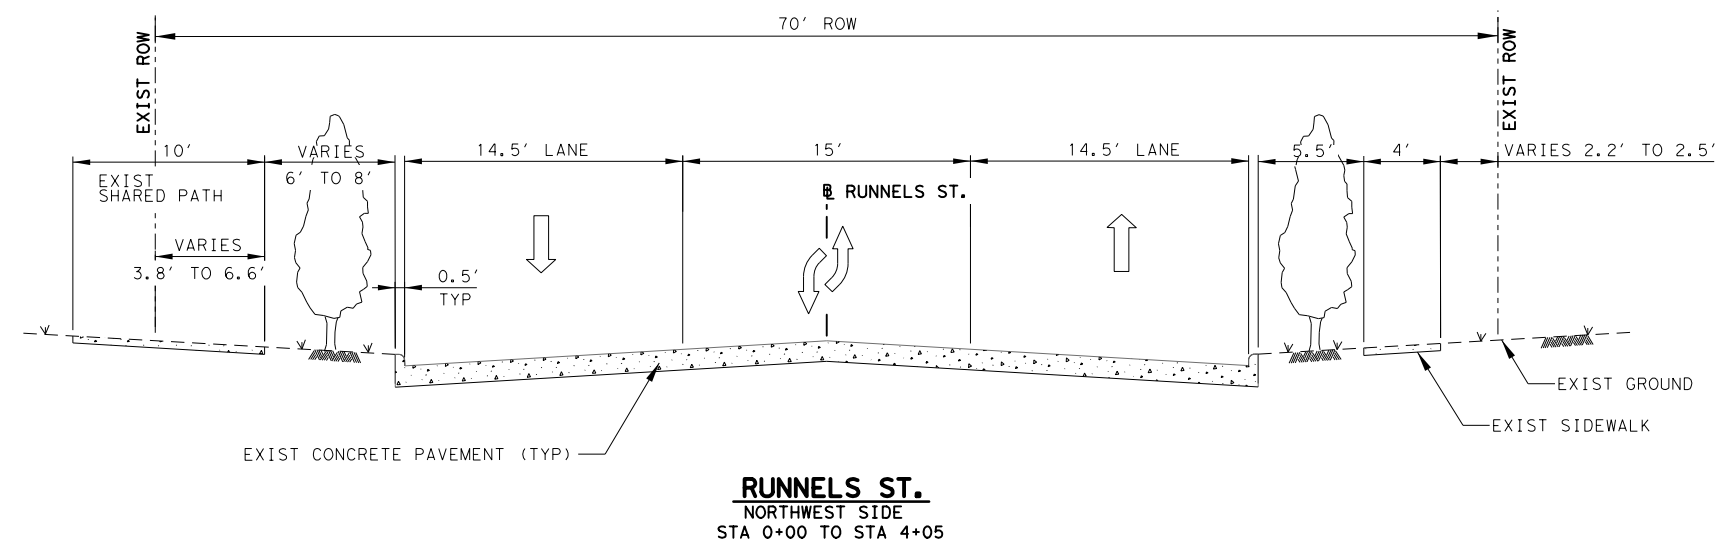 70' ROW
EXIST ROW
EXIST ROW
10'
VARIES
6' TO 8'
14.5' LANE
15'
14.5' LANE
5.5'
4'
VARIES 2.2' TO 2.5'
EXIST
SHARED PATH
℄ RUNNELS ST.
VARIES
3.8' TO 6.6'
0.5'
TYP
EXIST GROUND
EXIST SIDEWALK
EXIST CONCRETE PAVEMENT (TYP)
RUNNELS ST.
NORTHWEST SIDE
STA 0+00 TO STA 4+05